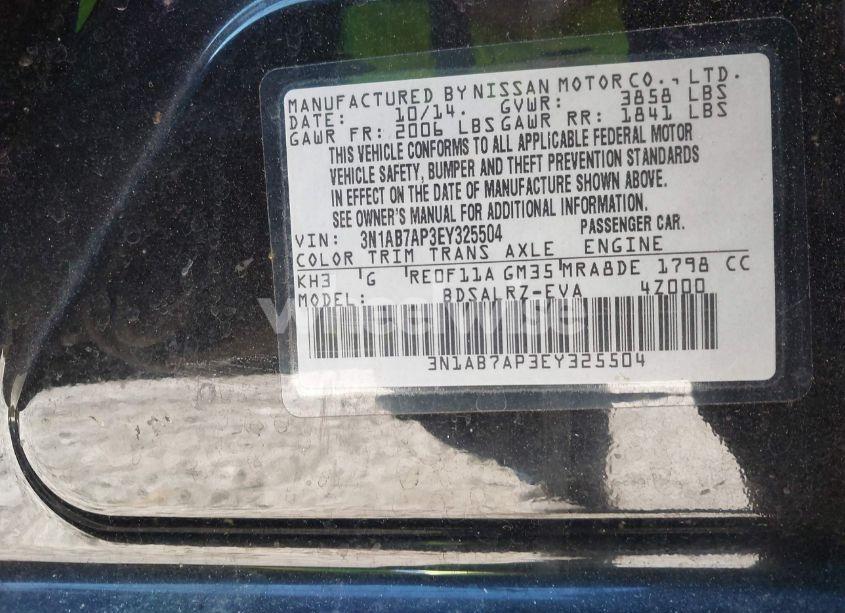 MANUFACTURED BY NISSAN MOTOR CO., LTD.
DATE: 10/14. GVWR: 3858 LBS
GAWR FR: 2006 LBS GAWR RR: 1841 LBS
THIS VEHICLE CONFORMS TO ALL APPLICABLE FEDERAL MOTOR
VEHICLE SAFETY, BUMPER AND THEFT PREVENTION STANDARDS
IN EFFECT ON THE DATE OF MANUFACTURE SHOWN ABOVE.
SEE OWNER'S MANUAL FOR ADDITIONAL INFORMATION.
VIN: 3N1AB7AP3EY325504 PASSENGER CAR.
COLOR TRIM TRANS AXLE ENGINE
KH3 G RE0F11A GM35 MRA8DE 1798 CC
MODEL: BDSALRZ-EVA 4Z000
3N1AB7AP3EY325504